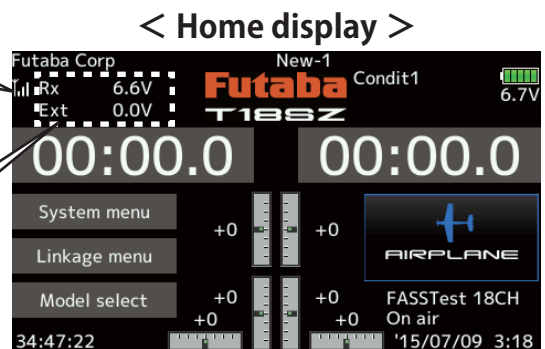 < Home display >
Futaba Corp New-1
Rx 6.6V Futaba Condit1
Ext 0.0V T18SZ 6.7V
00:00.0 00:00.0
System menu
+0 +0
Linkage menu AIRPLANE
Model select +0 +0 FASSTest 18CH
+0 +0 On air
34:47:22 '15/07/09 3:18